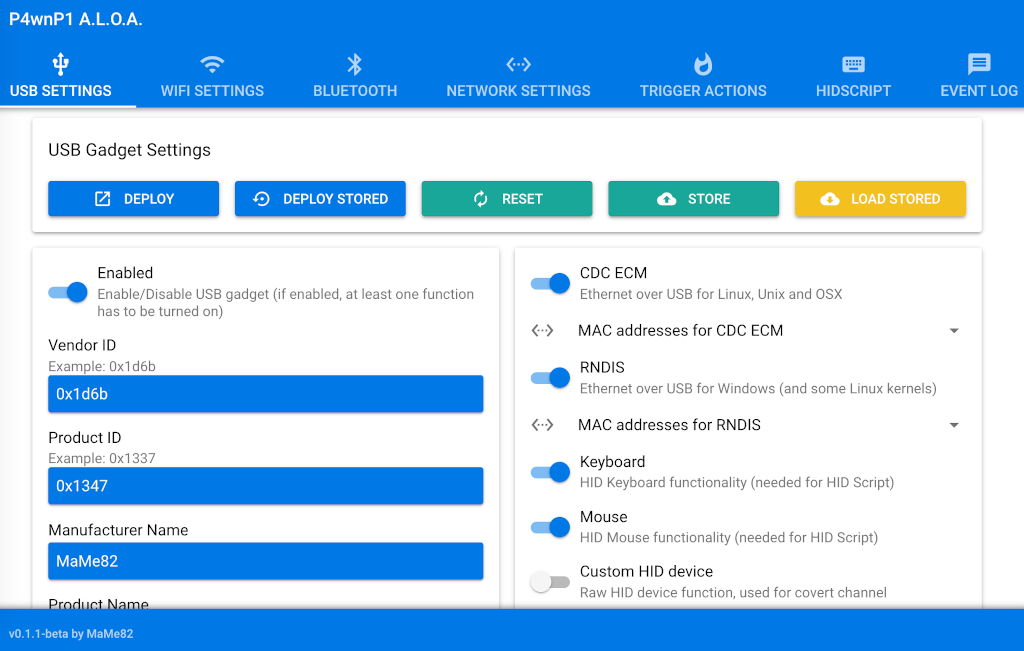 P4wnP1 A.L.O.A.
USB SETTINGS
WIFI SETTINGS
BLUETOOTH
NETWORK SETTINGS
TRIGGER ACTIONS
HIDSCRIPT
EVENT LOG
USB Gadget Settings
DEPLOY
DEPLOY STORED
RESET
STORE
LOAD STORED
Enabled
Enable/Disable USB gadget (if enabled, at least one function
has to be turned on)
Vendor ID
Example: 0x1d6b
0x1d6b
Product ID
Example: 0x1337
0x1347
Manufacturer Name
MaMe82
Product Name
CDC ECM
Ethernet over USB for Linux, Unix and OSX
MAC addresses for CDC ECM
RNDIS
Ethernet over USB for Windows (and some Linux kernels)
MAC addresses for RNDIS
Keyboard
HID Keyboard functionality (needed for HID Script)
Mouse
HID Mouse functionality (needed for HID Script)
Custom HID device
Raw HID device function, used for covert channel
v0.1.1-beta by MaMe82